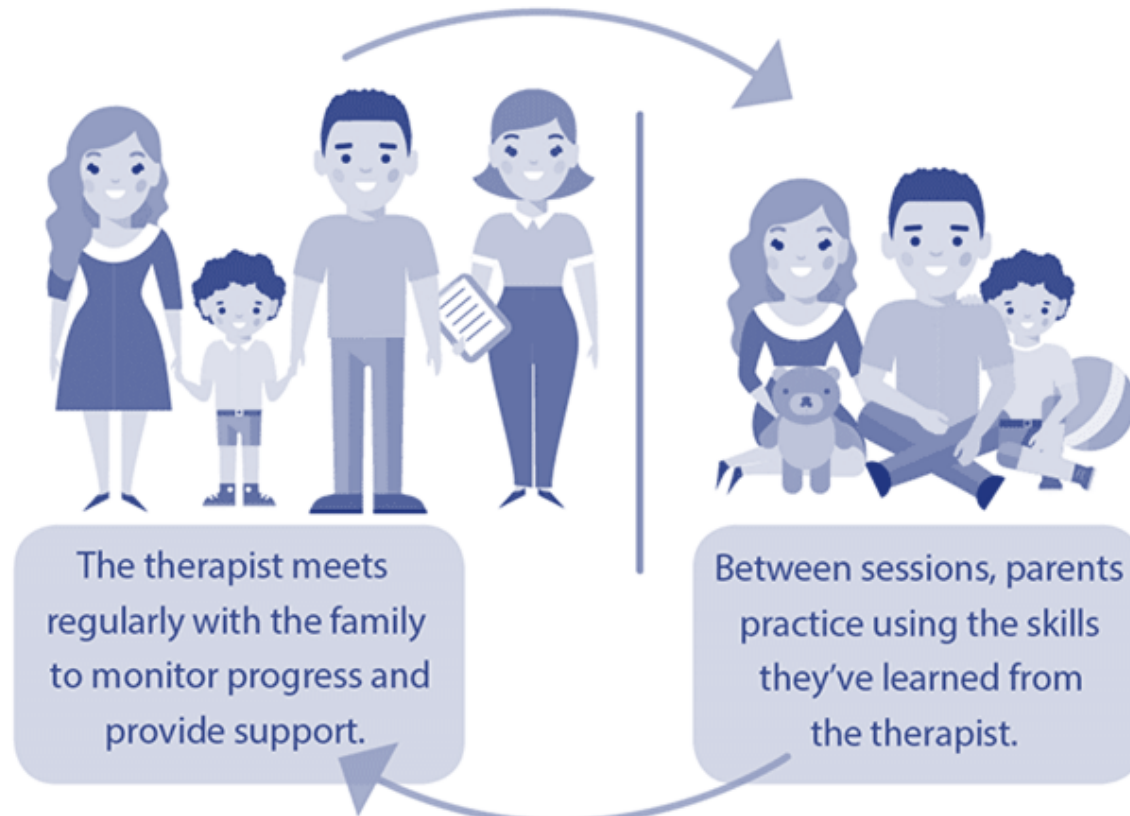 The therapist meets
regularly with the family
to monitor progress and
provide support.
Between sessions, parents
practice using the skills
they’ve learned from
the therapist.